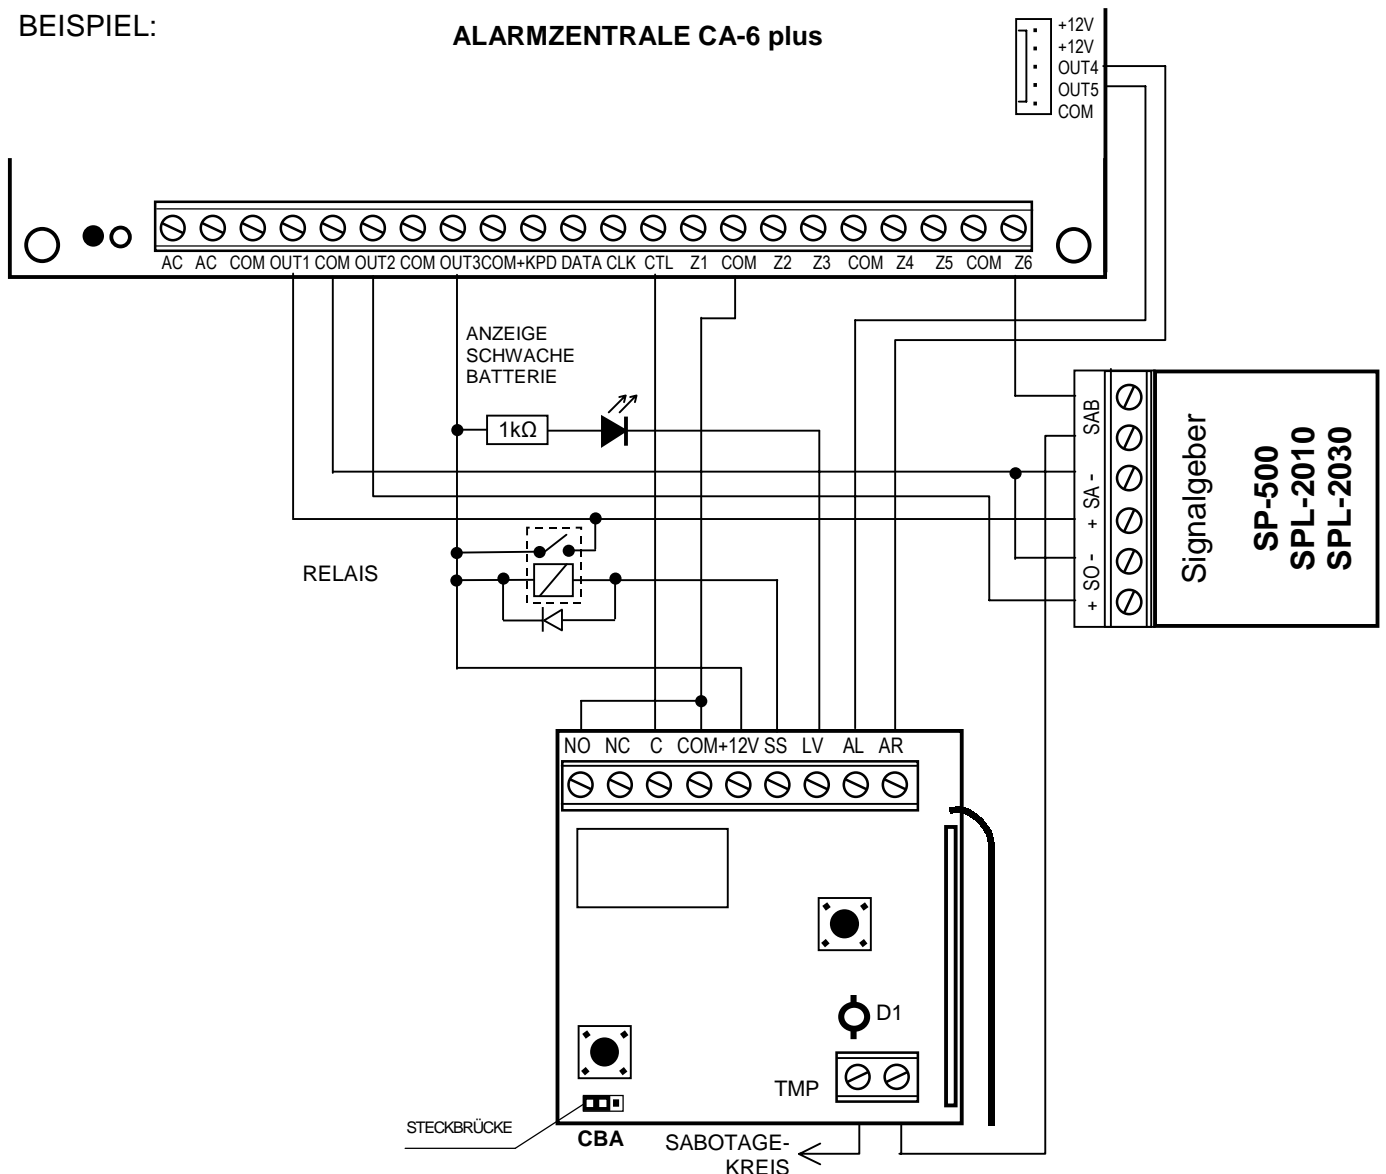 BEISPIEL:
ALARMZENTRALE CA-6 plus
+12V
+12V
OUT4
OUT5
COM
AC AC COM OUT1 COM OUT2 COM OUT3 COM +KPD DATA CLK CTL Z1 COM Z2 Z3 COM Z4 Z5 COM Z6
ANZEIGE
SCHWACHE
BATTERIE
1kΩ
RELAIS
SAB
+ SA -
+ SO -
Signalgeber
SP-500
SPL-2010
SPL-2030
NO NC C COM +12V SS LV AL AR
D1
TMP
STECKBRÜCKE
CBA
SABOTAGE-
KREIS